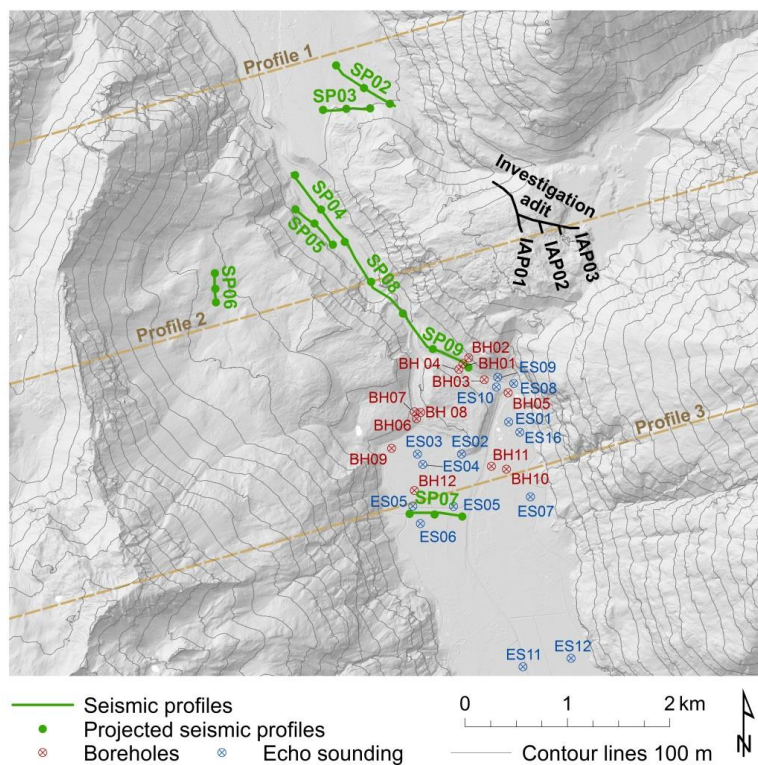 Profile 1
SP02
SP03
Investigation
adit
SP04
SP05
IAP01
IAP02
IAP03
SP06
SP08
Profile 2
SP09
BH02
BH 04
BH01
ES09
BH03
ES08
ES10
BH05
BH07
BH 08
Profile 3
ES01
BH06
ES16
ES03
ES02
BH11
BH09
ES04
BH10
BH12
SP07
ES05
ES05
ES07
ES06
ES12
ES11
Seismic profiles
Projected seismic profiles
Boreholes
Echo sounding
0 1 2 km
Contour lines 100 m
N